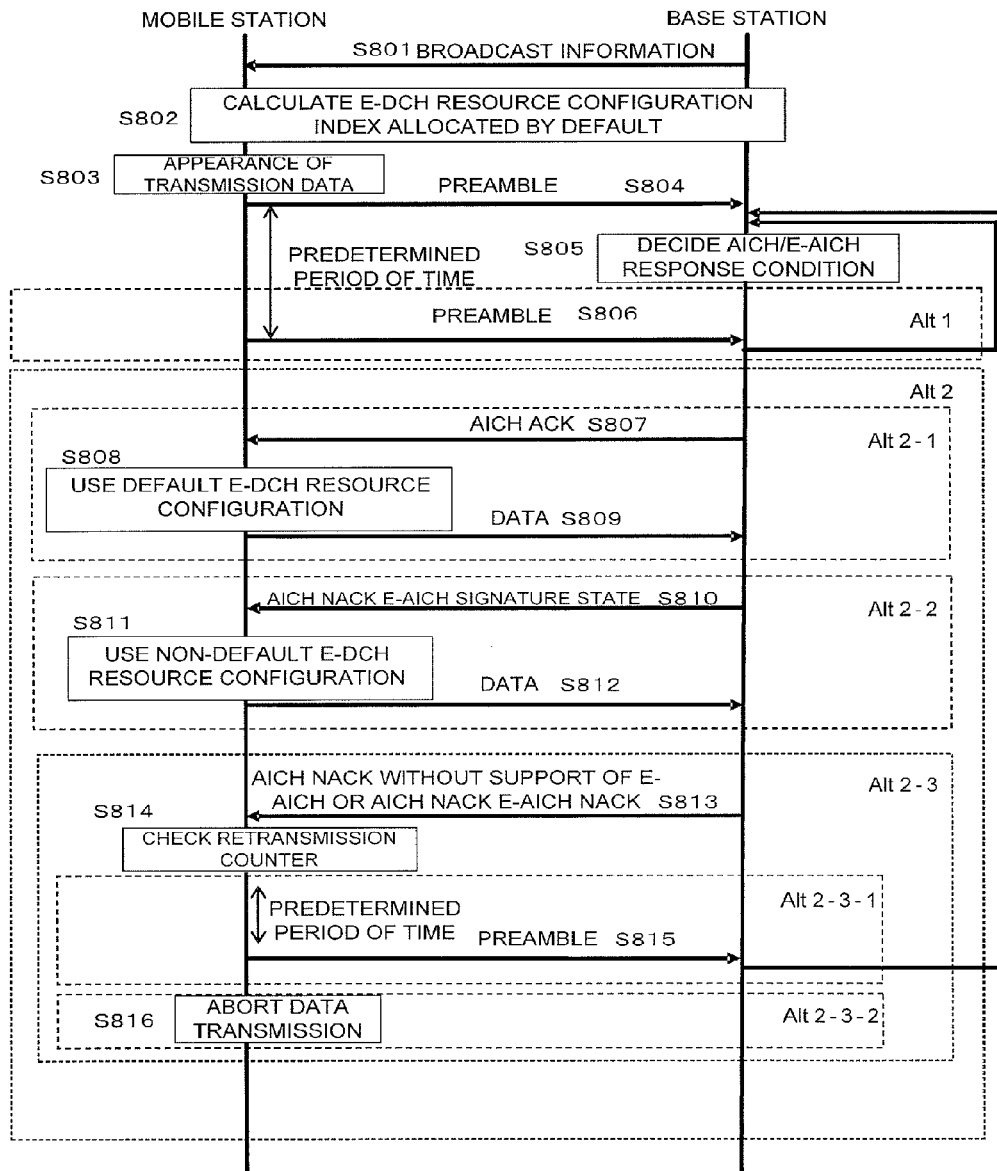 MOBILE STATION
BASE STATION
S801 BROADCAST INFORMATION
S802
CALCULATE E-DCH RESOURCE CONFIGURATION
INDEX ALLOCATED BY DEFAULT
S803
APPEARANCE OF
TRANSMISSION DATA
PREAMBLE S804
PREDETERMINED
PERIOD OF TIME
S805
DECIDE AICH/E-AICH
RESPONSE CONDITION
PREAMBLE S806
Alt 1
Alt 2
AICH ACK S807
Alt 2-1
S808
USE DEFAULT E-DCH RESOURCE
CONFIGURATION
DATA S809
AICH NACK E-AICH SIGNATURE STATE S810
Alt 2-2
S811
USE NON-DEFAULT E-DCH
RESOURCE CONFIGURATION
DATA S812
AICH NACK WITHOUT SUPPORT OF E-
AICH OR AICH NACK E-AICH NACK S813
Alt 2-3
S814
CHECK RETRANSMISSION
COUNTER
Alt 2-3-1
PREDETERMINED
PERIOD OF TIME
PREAMBLE S815
S816
ABORT DATA
TRANSMISSION
Alt 2-3-2